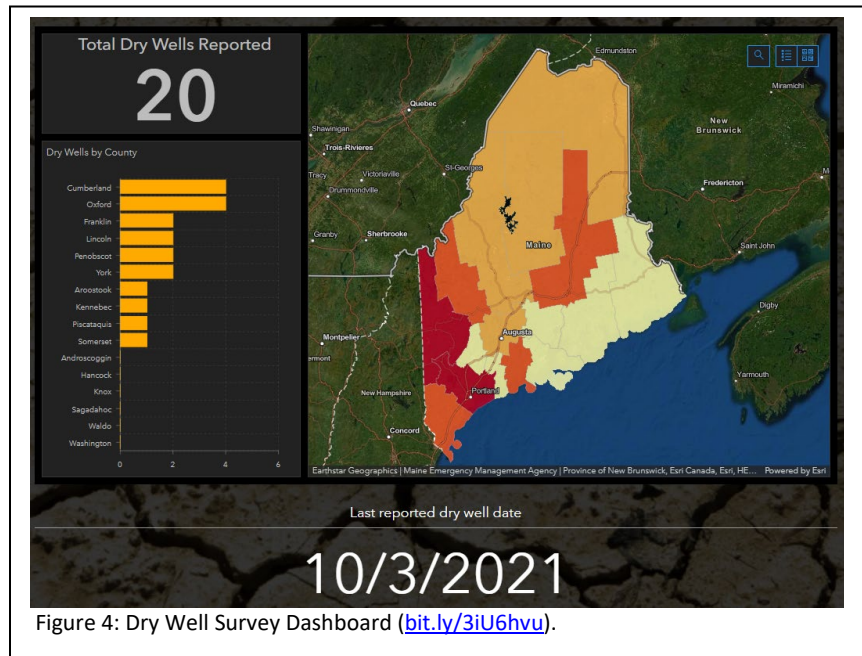 Total Dry Wells Reported
20
Dry Wells by County
Cumberland
Oxford
Franklin
Lincoln
Penobscot
York
Aroostook
Kennebec
Piscataquis
Somerset
Androscoggin
Hancock
Knox
Sagadahoc
Waldo
Washington
0 2 4 6
Edmundston
Miramichi
Quebec
New
Brunswick
Shawinigan
Trois-Rivieres
Tracy
Victoriaville
St-Georges
Drummondville
Fredericton
M
Granby
Sherbrooke
Maine
Saint John
Digby
Montpelier
Augusta
ermont
Yarmouth
New Hampshire
Portland
Concord
Earthstar Geographics | Maine Emergency Management Agency | Province of New Brunswick, Esri Canada, Esri, HE... Powered by Esri
Last reported dry well date
10/3/2021
Figure 4: Dry Well Survey Dashboard (bit.ly/3iU6hvu).